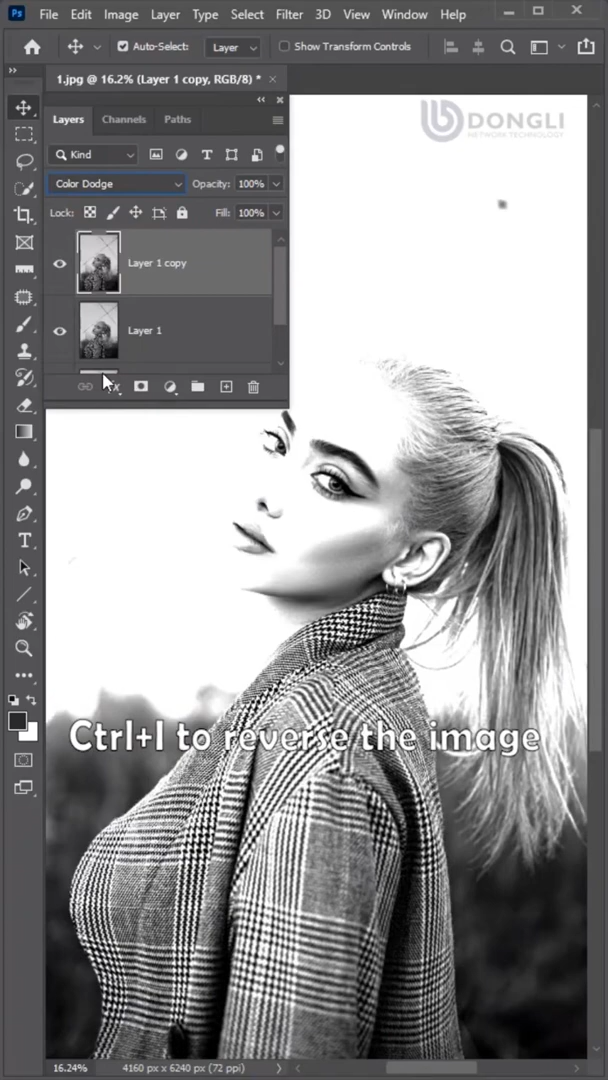 Ps File Edit Image Layer Type Select Filter 3D View Window Help
Auto-Select: Layer Show Transform Controls
1.jpg @ 16.2% (Layer 1 copy, RGB/8) *
Layers Channels Paths
Kind
Color Dodge Opacity: 100%
Lock: Fill: 100%
Layer 1 copy
Layer 1
fx
DONGLI
NETWORK TECHNOLOGY
Ctrl+I to reverse the image
16.24% 4160 px x 6240 px (72 ppi)